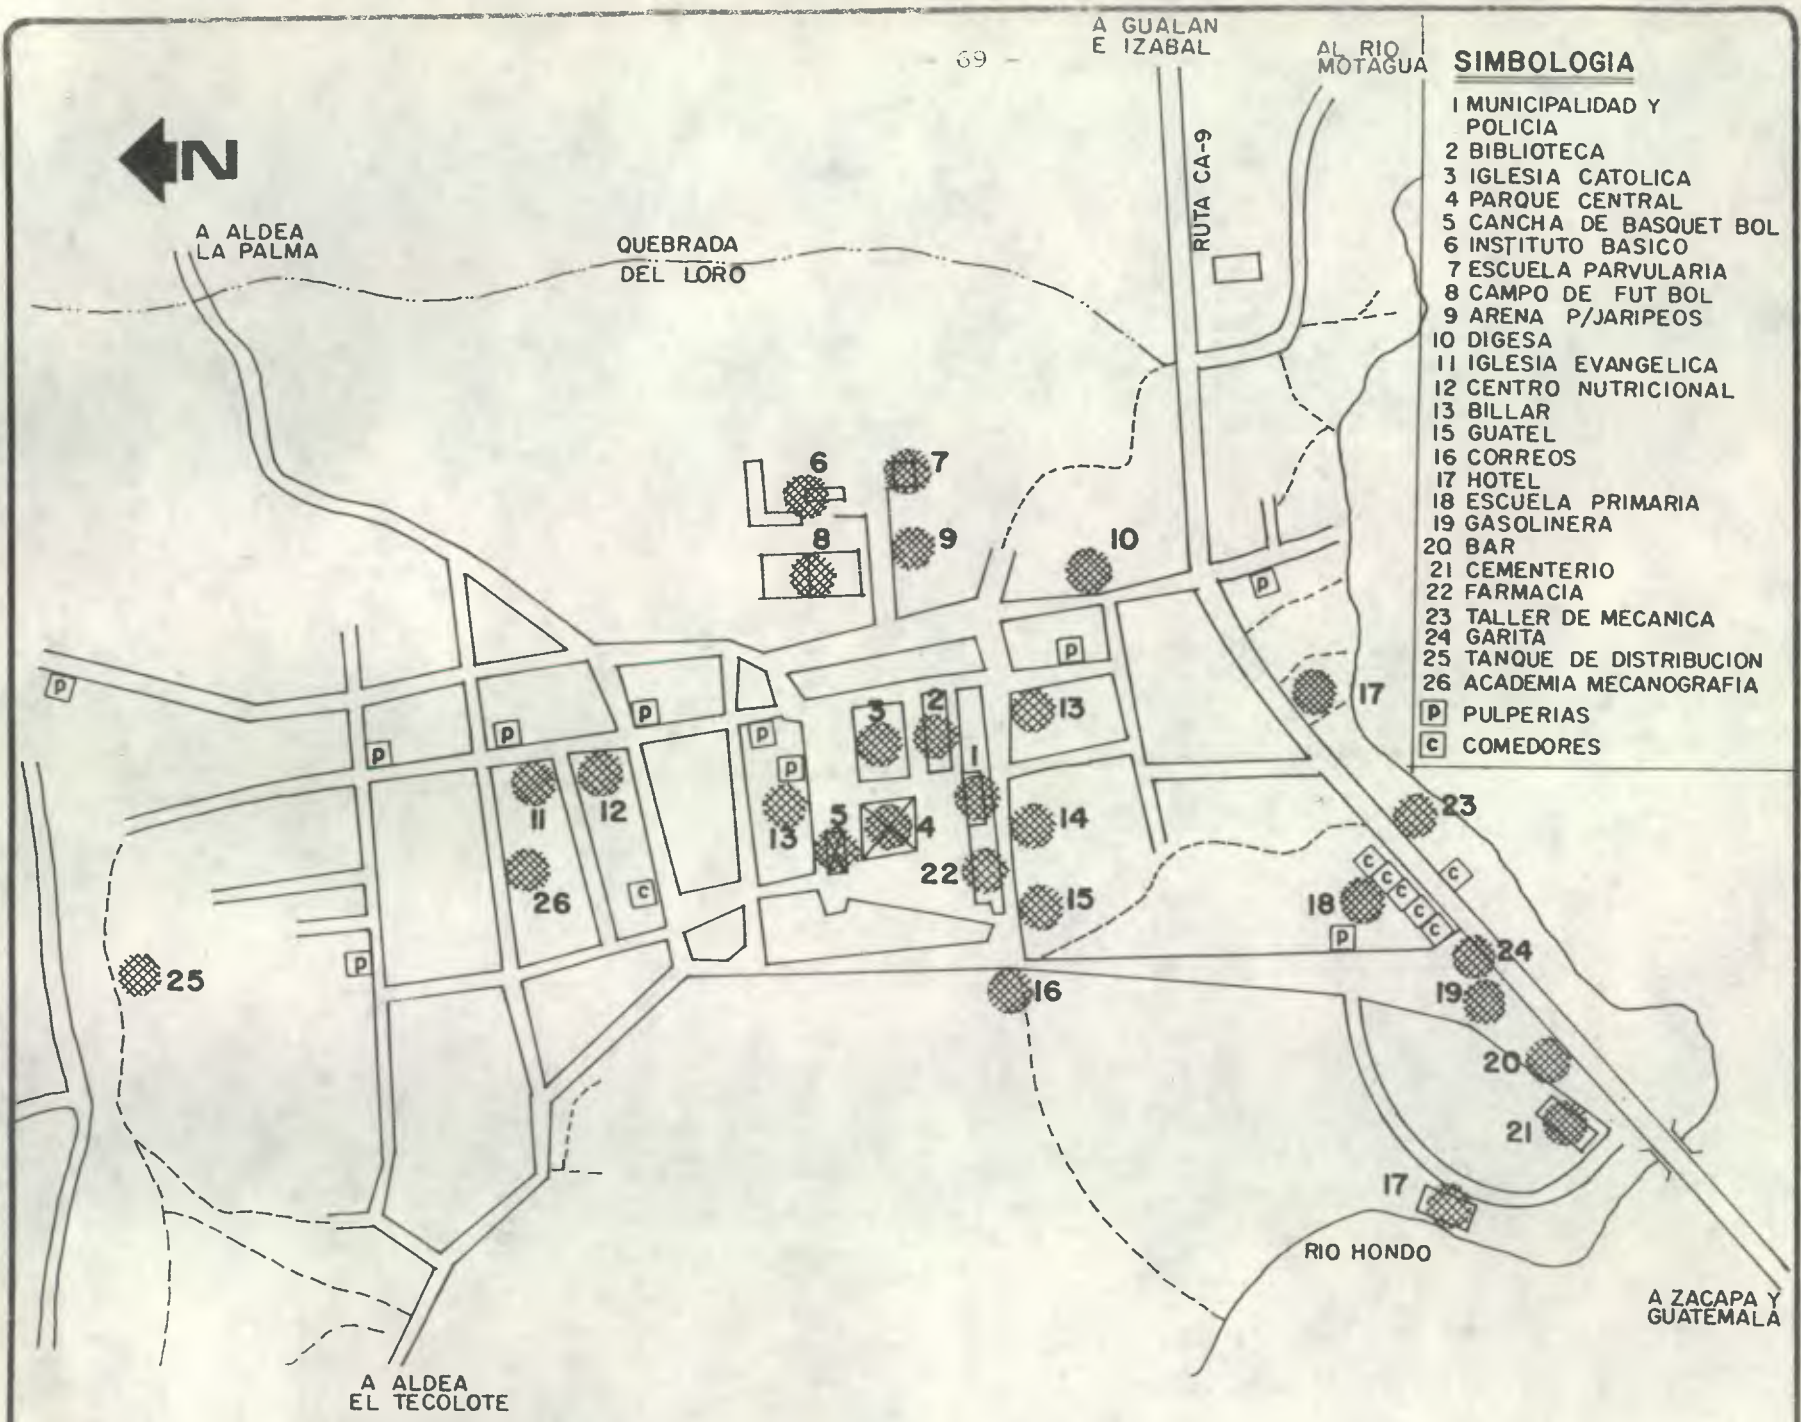 - 69 -
A GUALAN
E IZABAL
AL RIO
MOTAGUA
N
A ALDEA
LA PALMA
QUEBRADA
DEL LORO
RUTA CA-9
SIMBOLOGIA
1 MUNICIPALIDAD Y
POLICIA
2 BIBLIOTECA
3 IGLESIA CATOLICA
4 PARQUE CENTRAL
5 CANCHA DE BASQUET BOL
6 INSTITUTO BASICO
7 ESCUELA PARVULARIA
8 CAMPO DE FUT BOL
9 ARENA P/JARIPEOS
10 DIGESA
11 IGLESIA EVANGELICA
12 CENTRO NUTRICIONAL
13 BILLAR
15 GUATEL
16 CORREOS
17 HOTEL
18 ESCUELA PRIMARIA
19 GASOLINERA
20 BAR
21 CEMENTERIO
22 FARMACIA
23 TALLER DE MECANICA
24 GARITA
25 TANQUE DE DISTRIBUCION
26 ACADEMIA MECANOGRAFIA
P PULPERIAS
C COMEDORES
6
7
8
9
10
P
P
P
P
17
3
2
13
P
P
P
P
1
11
12
13
5
4
14
23
22
26
C
15
18
C
C
C
C
C
C
P
P
24
25
16
19
20
21
17
RIO HONDO
A ZACAPA Y
GUATEMALA
A ALDEA
EL TECOLOTE